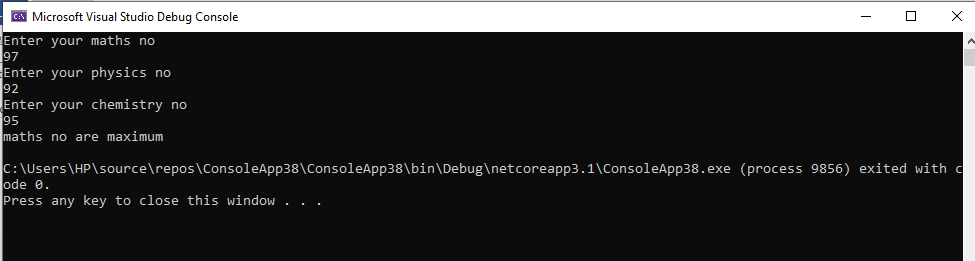 Microsoft Visual Studio Debug Console
Enter your maths no
97
Enter your physics no
92
Enter your chemistry no
95
maths no are maximum
C:\Users\HP\source\repos\ConsoleApp38\ConsoleApp38\bin\Debug\netcoreapp3.1\ConsoleApp38.exe (process 9856) exited with c
ode 0.
Press any key to close this window . . .